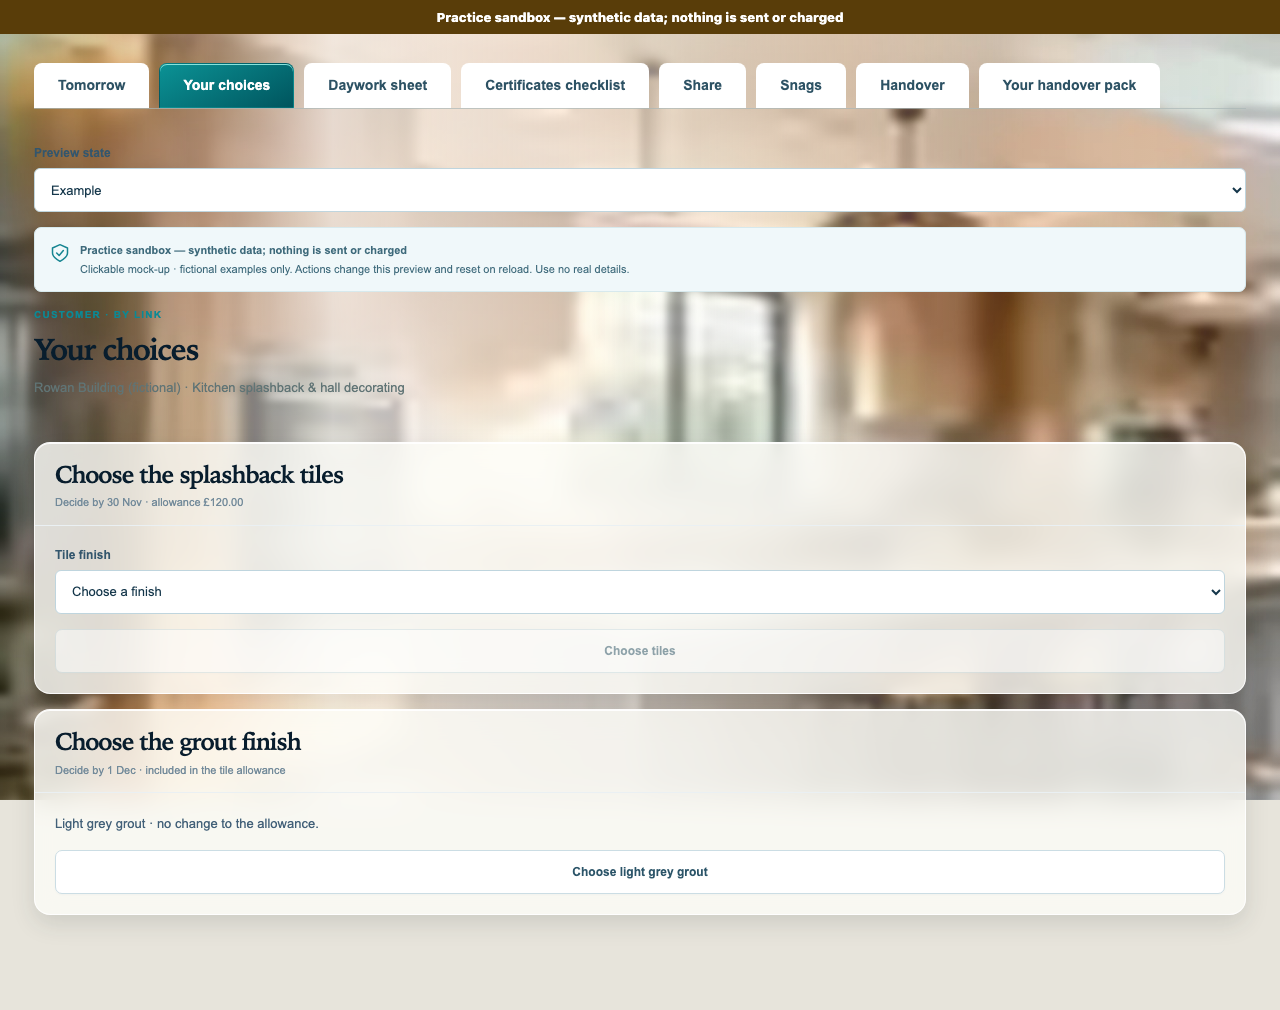 Practice sandbox — synthetic data; nothing is sent or charged
Tomorrow
Your choices
Daywork sheet
Certificates checklist
Share
Snags
Handover
Your handover pack
Preview state
Example
Practice sandbox — synthetic data; nothing is sent or charged
Clickable mock-up · fictional examples only. Actions change this preview and reset on reload. Use no real details.
CUSTOMER · BY LINK
Your choices
Rowan Building (fictional) · Kitchen splashback & hall decorating
Choose the splashback tiles
Decide by 30 Nov · allowance £120.00
Tile finish
Choose a finish
Choose tiles
Choose the grout finish
Decide by 1 Dec · included in the tile allowance
Light grey grout · no change to the allowance.
Choose light grey grout